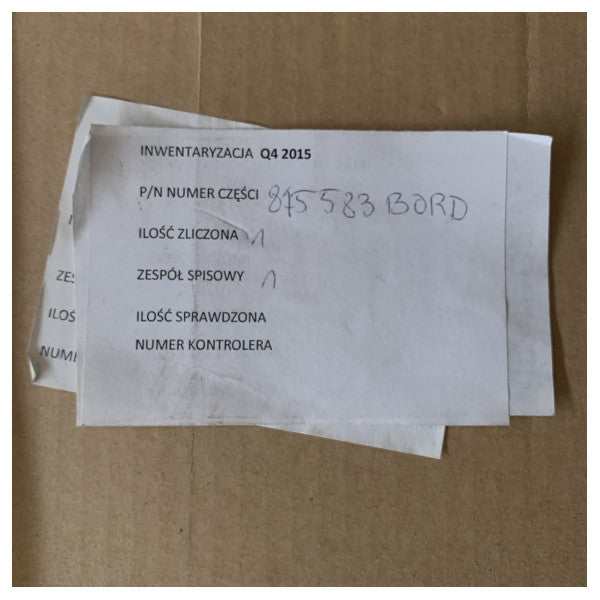 INWENTARYZACJA Q4 2015
P/N NUMER CZĘŚCI 875583 BORD
ILOŚĆ ZLICZONA 1
ZESPÓŁ SPISOWY 1
ILOŚĆ SPRAWDZONA
NUMER KONTROLERA